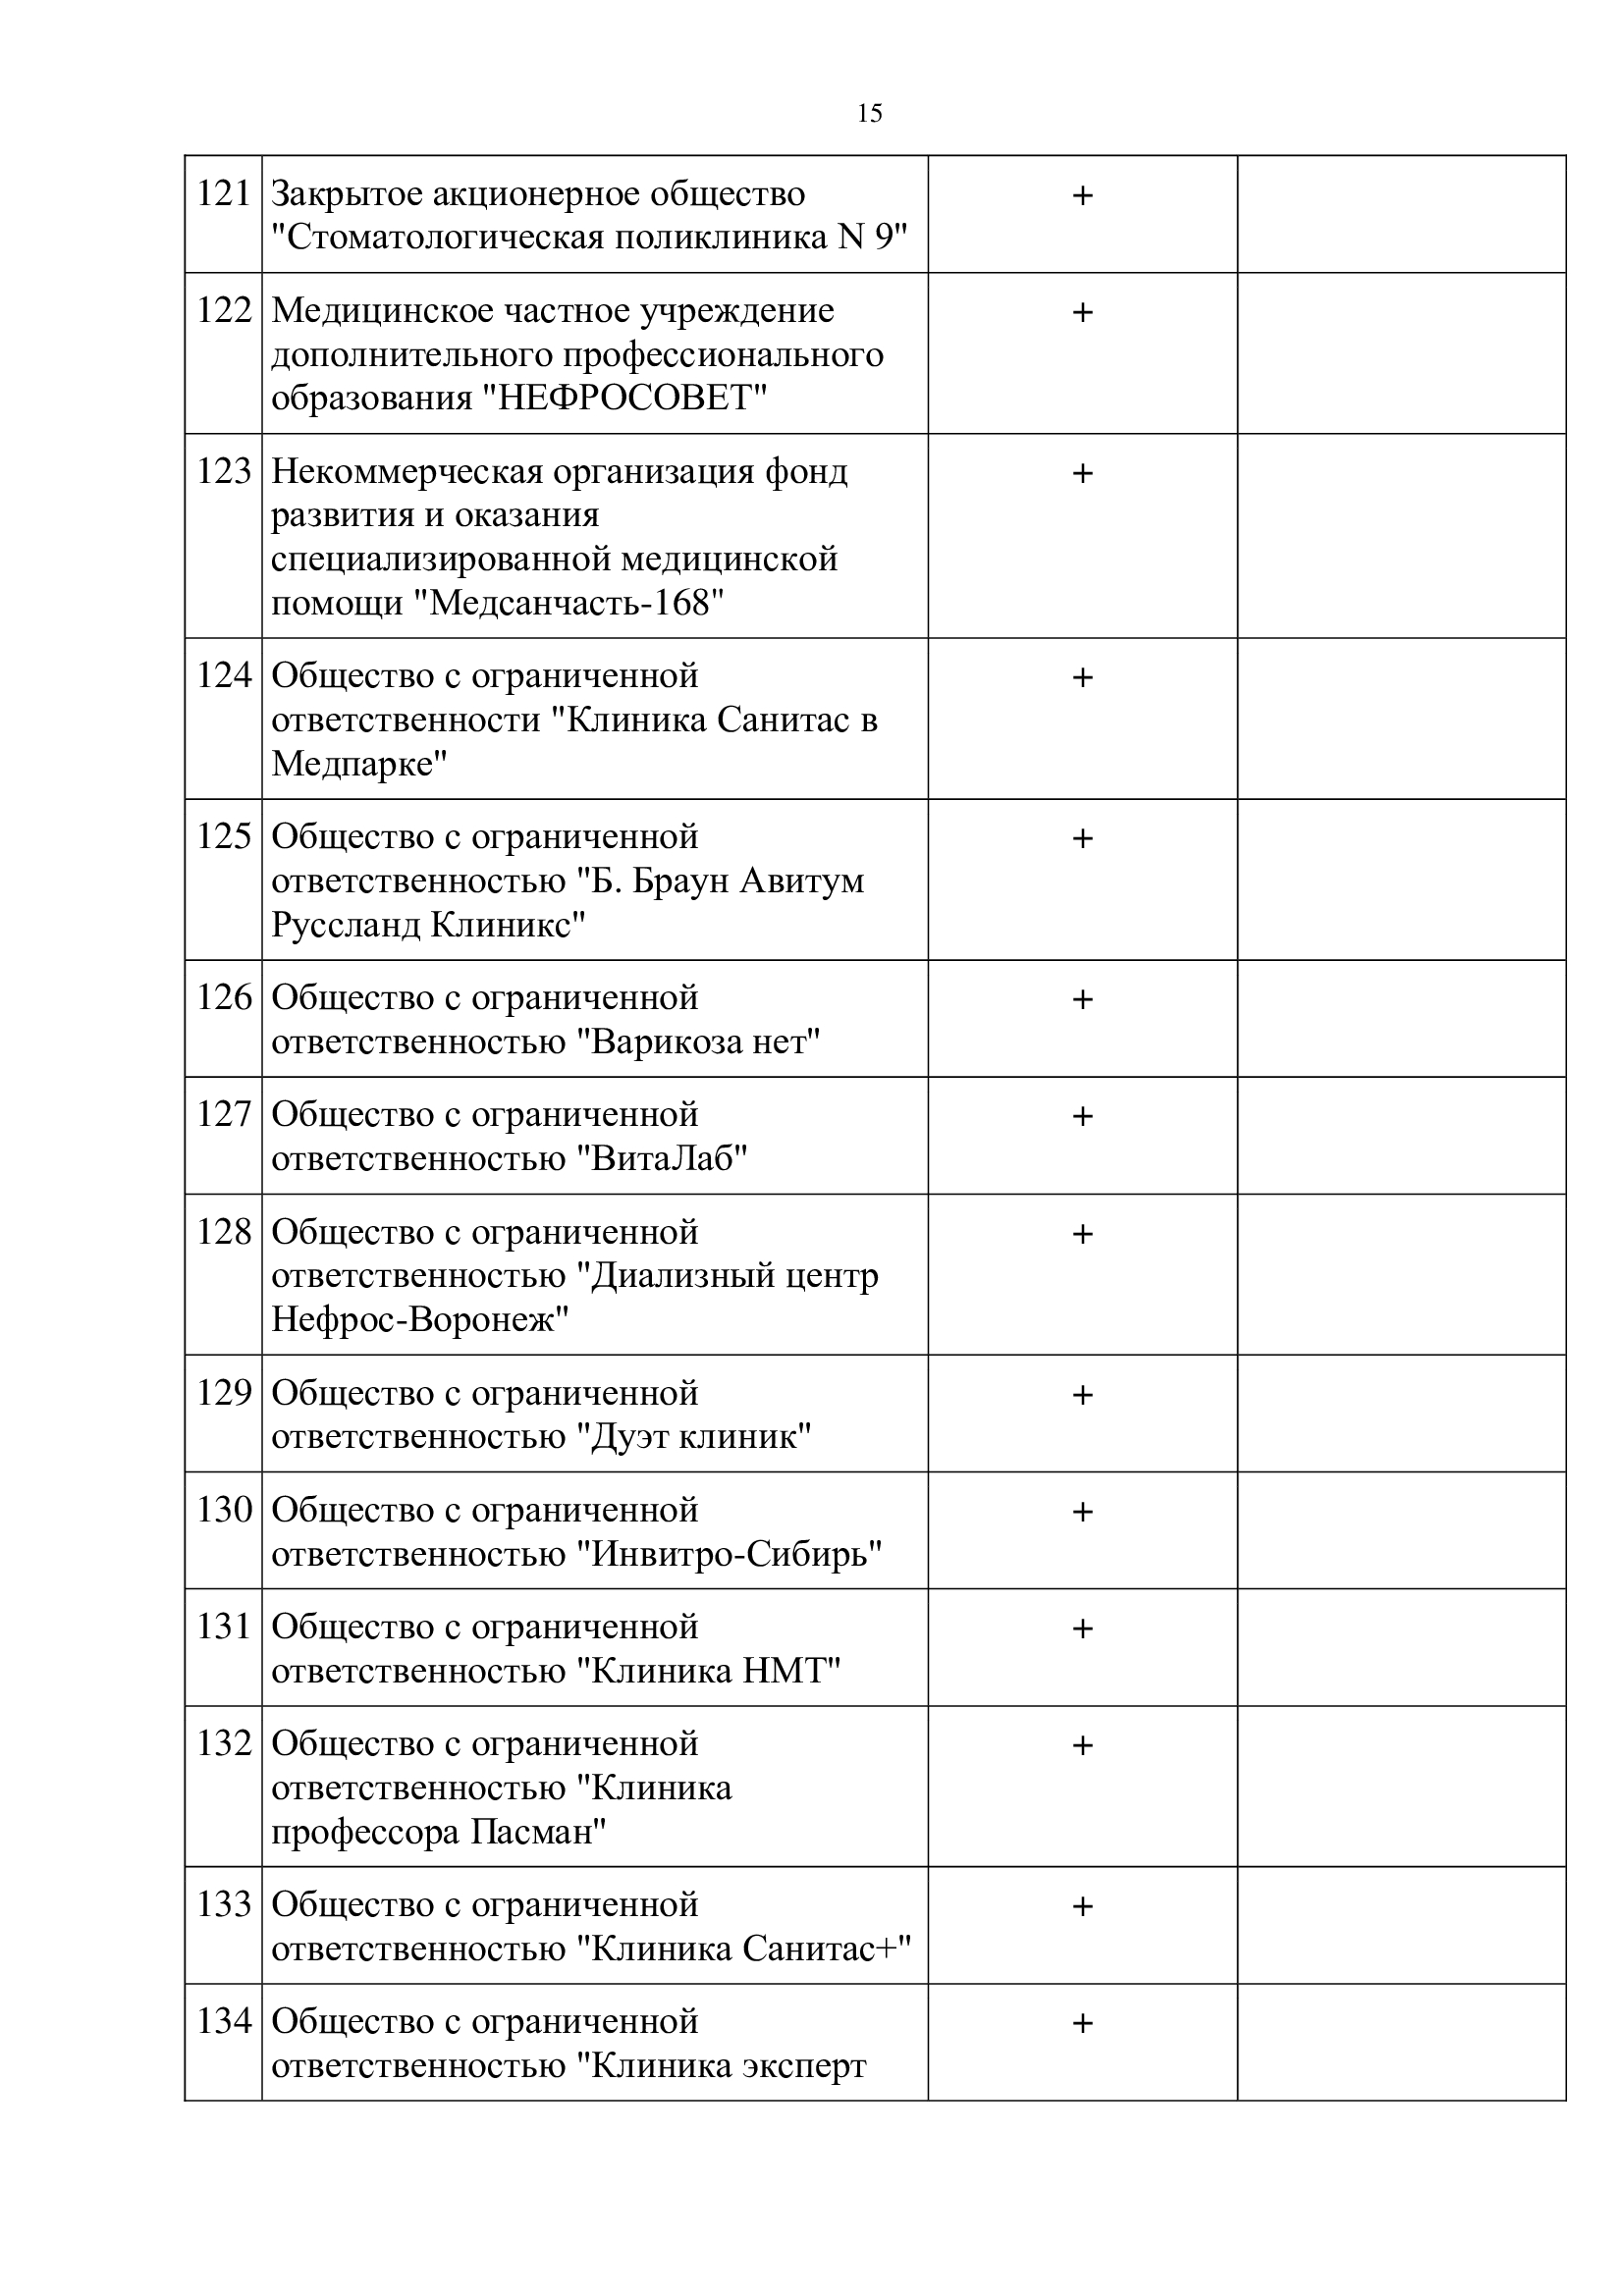 15
121 Закрытое акционерное общество +
"Стоматологическая поликлиника N 9"
122 Медицинское частное учреждение +
дополнительного профессионального
образования "НЕФРОСОВЕТ"
123 Некоммерческая организация фонд +
развития и оказания
специализированной медицинской
помощи "Медсанчасть-168"
124 Общество с ограниченной +
ответственности "Клиника Санитас в
Медпарке"
125 Общество с ограниченной +
ответственностью "Б. Браун Авитум
Руссланд Клиникс"
126 Общество с ограниченной +
ответственностью "Варикоза нет"
127 Общество с ограниченной +
ответственностью "ВитаЛаб"
128 Общество с ограниченной +
ответственностью "Диализный центр
Нефрос-Воронеж"
129 Общество с ограниченной +
ответственностью "Дуэт клиник"
130 Общество с ограниченной +
ответственностью "Инвитро-Сибирь"
131 Общество с ограниченной +
ответственностью "Клиника НМТ"
132 Общество с ограниченной +
ответственностью "Клиника
профессора Пасман"
133 Общество с ограниченной +
ответственностью "Клиника Санитас+"
134 Общество с ограниченной +
ответственностью "Клиника эксперт